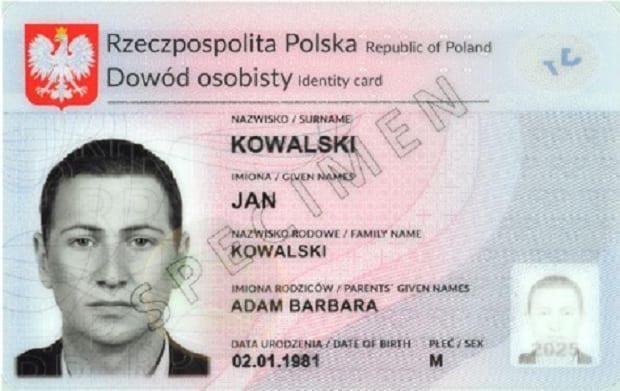 Rzeczpospolita Polska Republic of Poland
Dowód osobisty Identity card
NAZWISKO / SURNAME
KOWALSKI
IMIONA / GIVEN NAMES
JAN
NAZWISKO RODOWE / FAMILY NAME
KOWALSKI
IMIONA RODZICÓW / PARENTS´ GIVEN NAMES
ADAM BARBARA
DATA URODZENIA / DATE OF BIRTH PŁEĆ / SEX
02.01.1981 M
SPECIMEN
2025